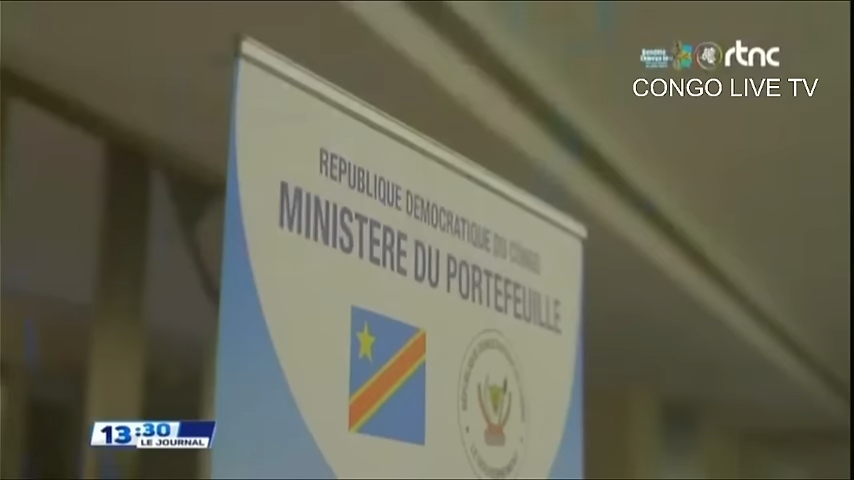 rtnc
CONGO LIVE TV
REPUBLIQUE DEMOCRATIQUE DU CONGO
MINISTERE DU PORTEFEUILLE
13:30
LE JOURNAL